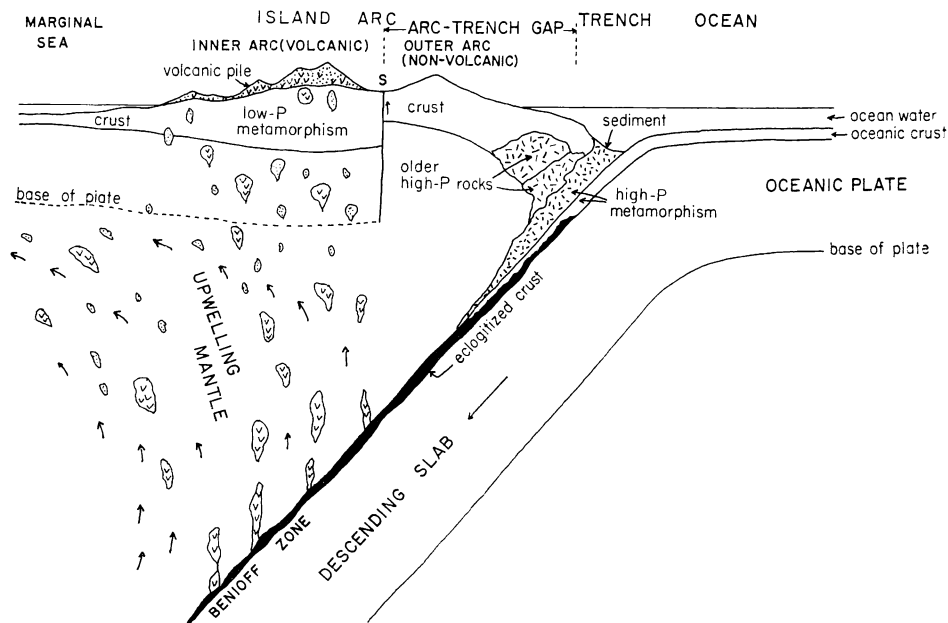 MARGINAL
SEA
ISLAND ARC
ARC-TRENCH GAP
TRENCH
OCEAN
INNER ARC(VOLCANIC)
OUTER ARC
(NON-VOLCANIC)
volcanic pile
S
crust
low-P
metamorphism
crust
sediment
ocean water
oceanic crust
older
high-P rocks
high-P
metamorphism
OCEANIC PLATE
base of plate
base of plate
UPWELLING
MANTLE
eclogitized crust
DESCENDING SLAB
BENIOFF ZONE